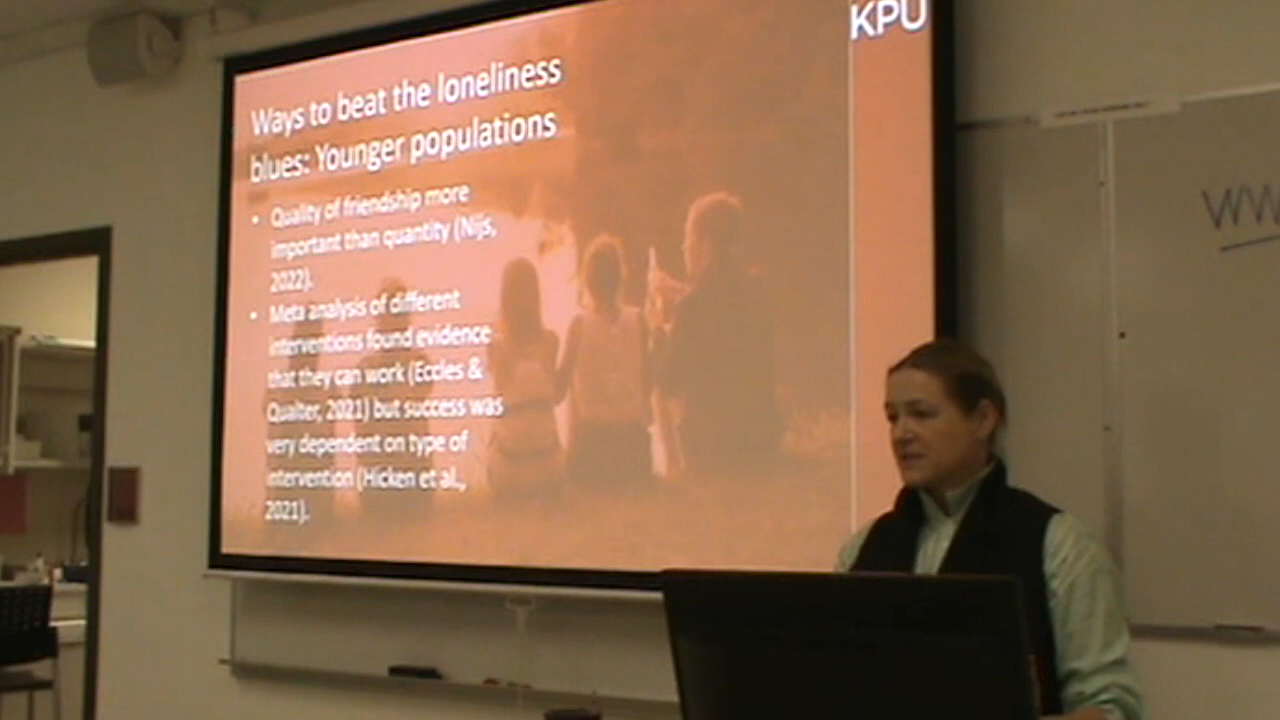 KPU
Ways to beat the loneliness
blues: Younger populations
• Quality of friendship more
important than quantity (Nijs,
2022).
• Meta analysis of different
interventions found evidence
that they can work (Eccles &
Qualter, 2021) but success was
very dependent on type of
intervention (Hicken et al.,
2021).
WW